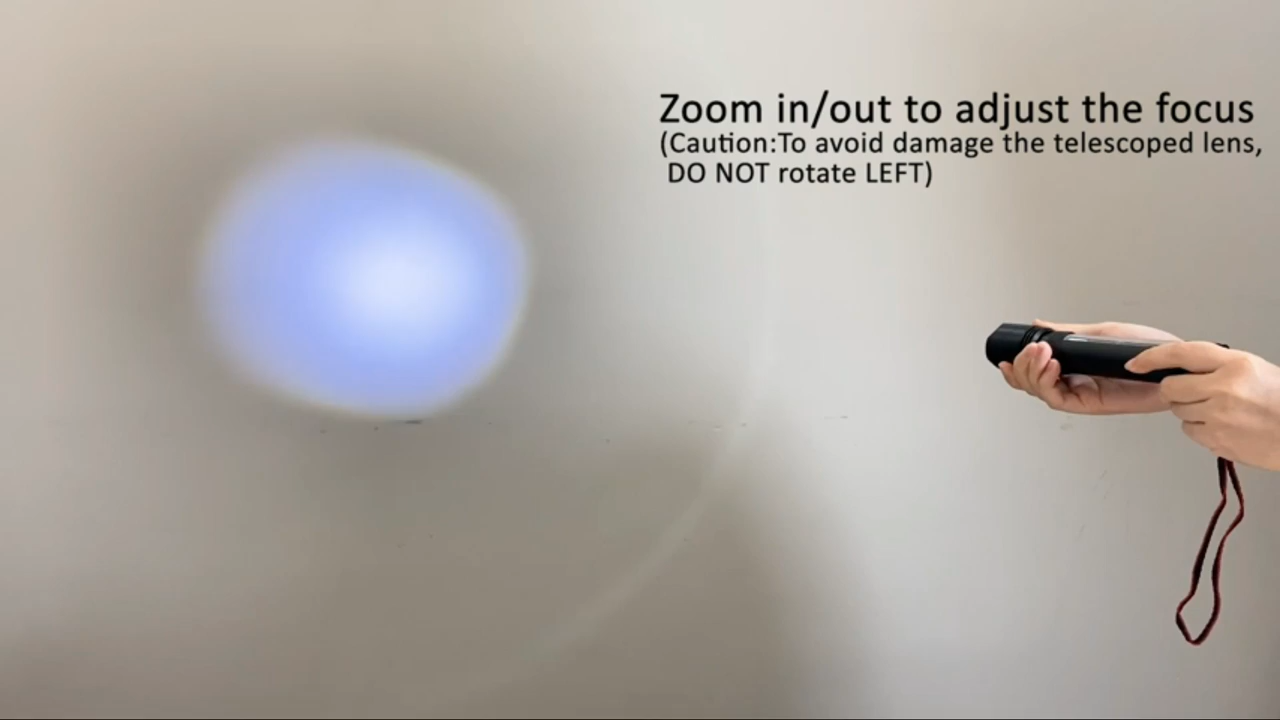 Zoom in/out to adjust the focus
(Caution:To avoid damage the telescoped lens,
DO NOT rotate LEFT)